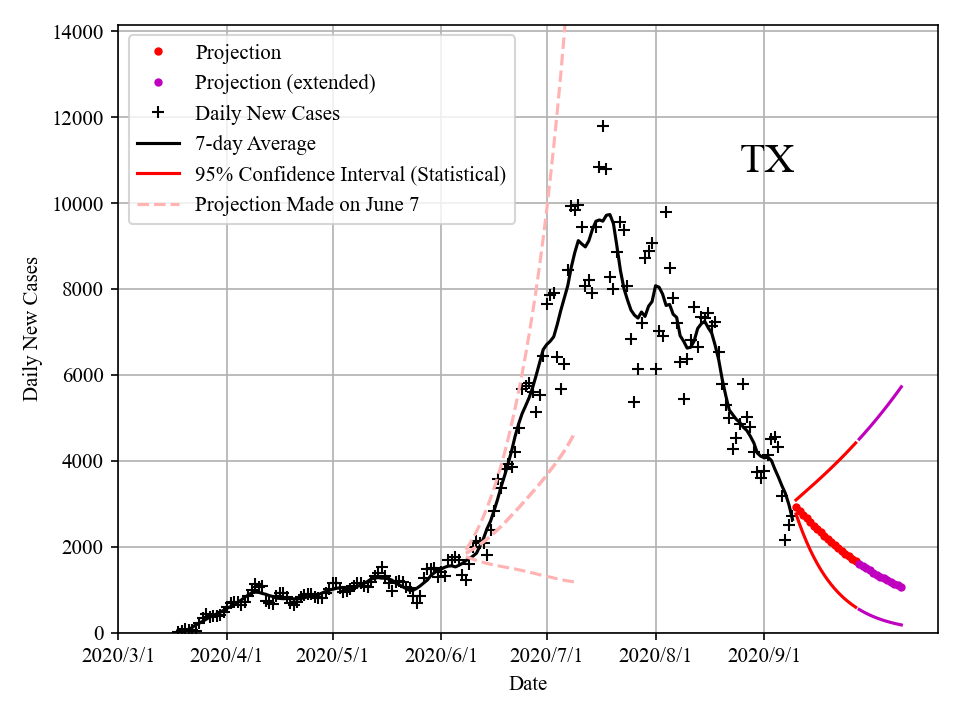 14000
12000
10000
8000
6000
4000
2000
0
Daily New Cases
Projection
Projection (extended)
Daily New Cases
7-day Average
95% Confidence Interval (Statistical)
Projection Made on June 7
TX
2020/3/1 2020/4/1 2020/5/1 2020/6/1 2020/7/1 2020/8/1 2020/9/1
Date